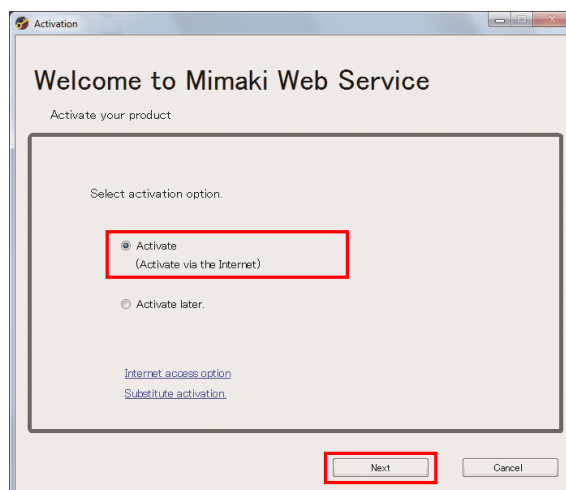 Activation
Welcome to Mimaki Web Service
Activate your product
Select activation option.
Activate
(Activate via the Internet)
Activate later.
Internet access option
Substitute activation.
Next
Cancel